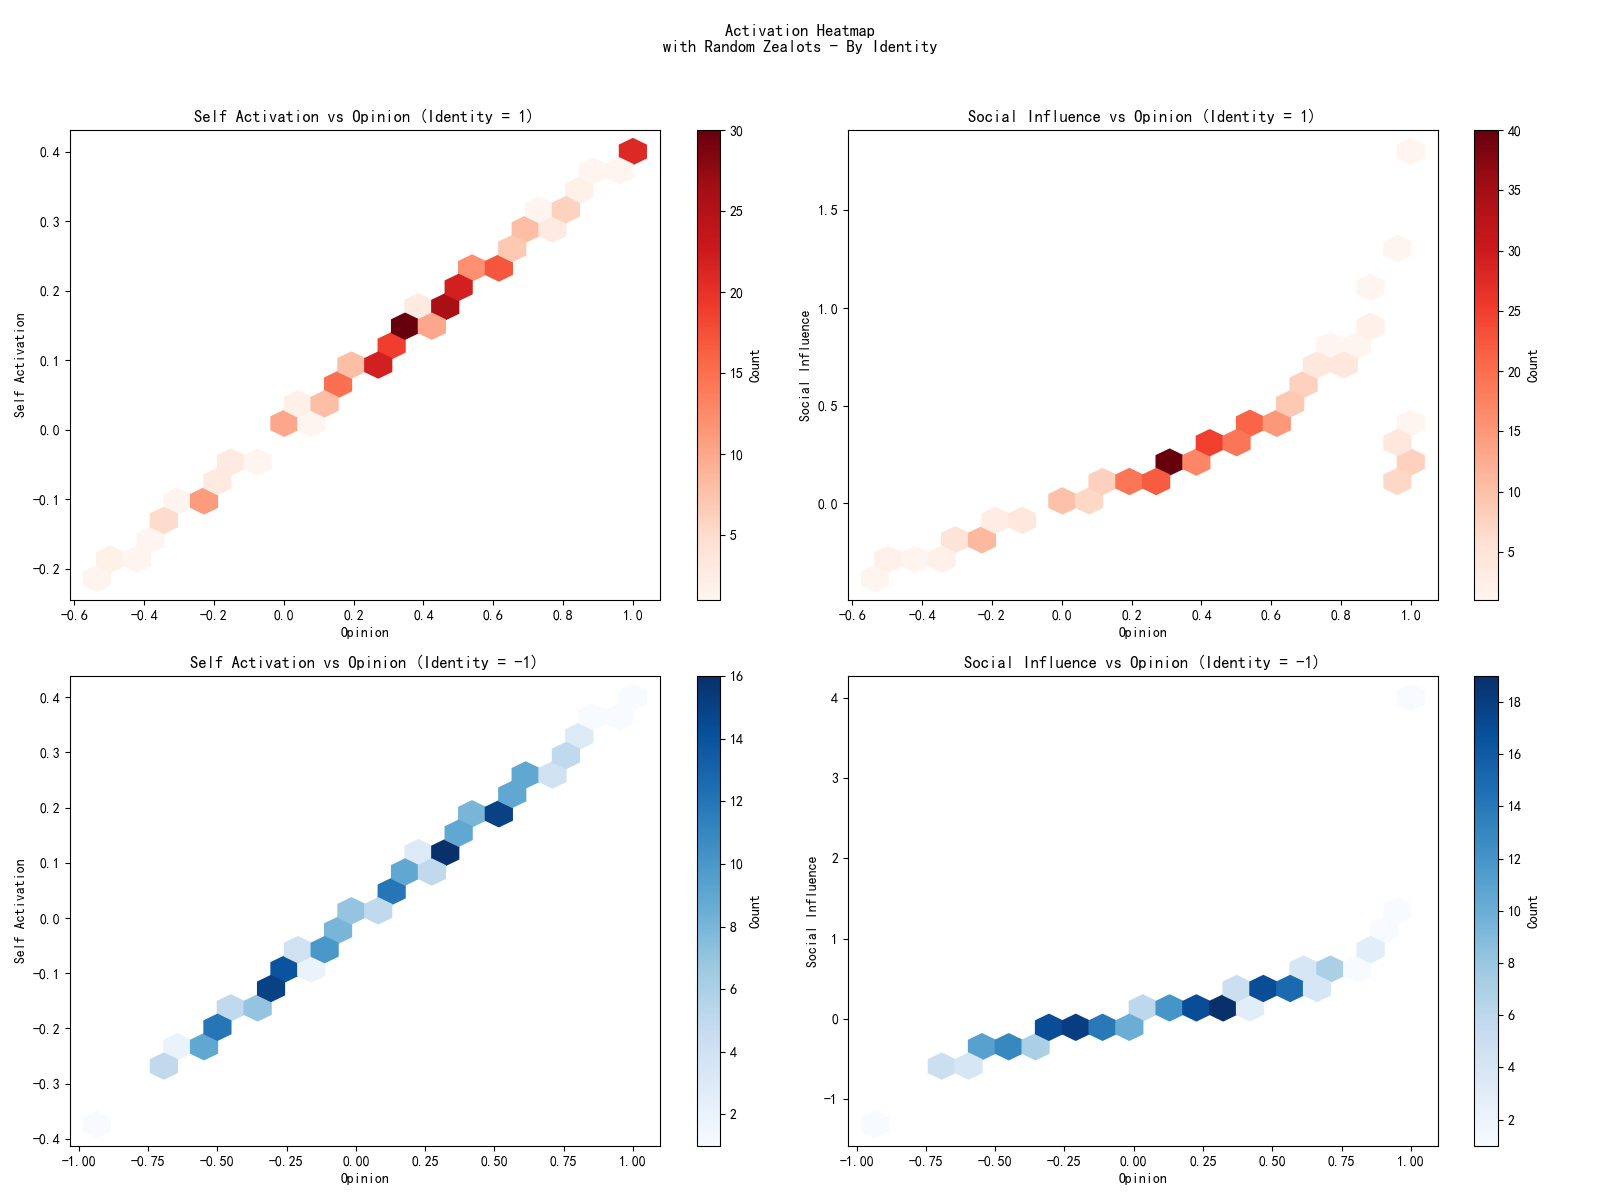 Activation Heatmap
with Random Zealots - By Identity
Self Activation vs Opinion (Identity = 1)
Self Activation
0.4
0.3
0.2
0.1
0.0
-0.1
-0.2
-0.6 -0.4 -0.2 0.0 0.2 0.4 0.6 0.8 1.0
Opinion
30
25
20
15
10
5
Count
Social Influence vs Opinion (Identity = 1)
Social Influence
1.5
1.0
0.5
0.0
-0.6 -0.4 -0.2 0.0 0.2 0.4 0.6 0.8 1.0
Opinion
40
35
30
25
20
15
10
5
Count
Self Activation vs Opinion (Identity = -1)
Self Activation
0.4
0.3
0.2
0.1
0.0
-0.1
-0.2
-0.3
-0.4
-1.00 -0.75 -0.50 -0.25 0.00 0.25 0.50 0.75 1.00
Opinion
16
14
12
10
8
6
4
2
Count
Social Influence vs Opinion (Identity = -1)
Social Influence
4
3
2
1
0
-1
-1.00 -0.75 -0.50 -0.25 0.00 0.25 0.50 0.75 1.00
Opinion
18
16
14
12
10
8
6
4
2
Count